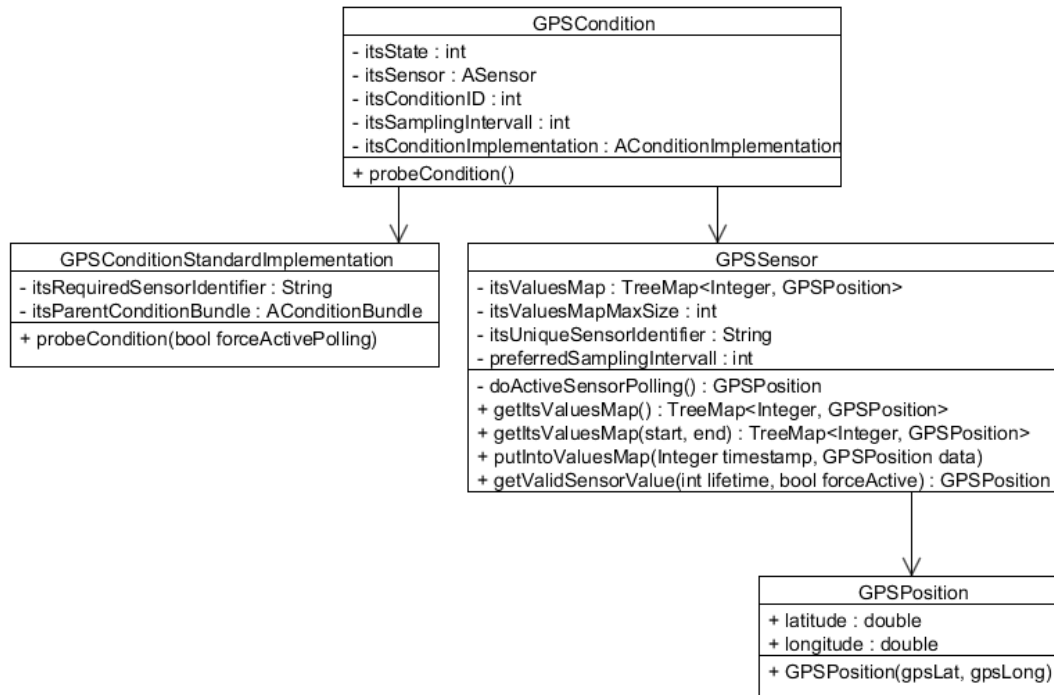 GPSCondition
- itsState : int
- itsSensor : ASensor
- itsConditionID : int
- itsSamplingIntervall : int
- itsConditionImplementation : AConditionImplementation
+ probeCondition()
GPSConditionStandardImplementation
- itsRequiredSensorIdentifier : String
- itsParentConditionBundle : AConditionBundle
+ probeCondition(bool forceActivePolling)
GPSSensor
- itsValuesMap : TreeMap<Integer, GPSPosition>
- itsValuesMapMaxSize : int
- itsUniqueSensorIdentifier : String
- preferredSamplingIntervall : int
- doActiveSensorPolling() : GPSPosition
+ getItsValuesMap() : TreeMap<Integer, GPSPosition>
+ getItsValuesMap(start, end) : TreeMap<Integer, GPSPosition>
+ putIntoValuesMap(Integer timestamp, GPSPosition data)
+ getValidSensorValue(int lifetime, bool forceActive) : GPSPosition
GPSPosition
+ latitude : double
+ longitude : double
+ GPSPosition(gpsLat, gpsLong)